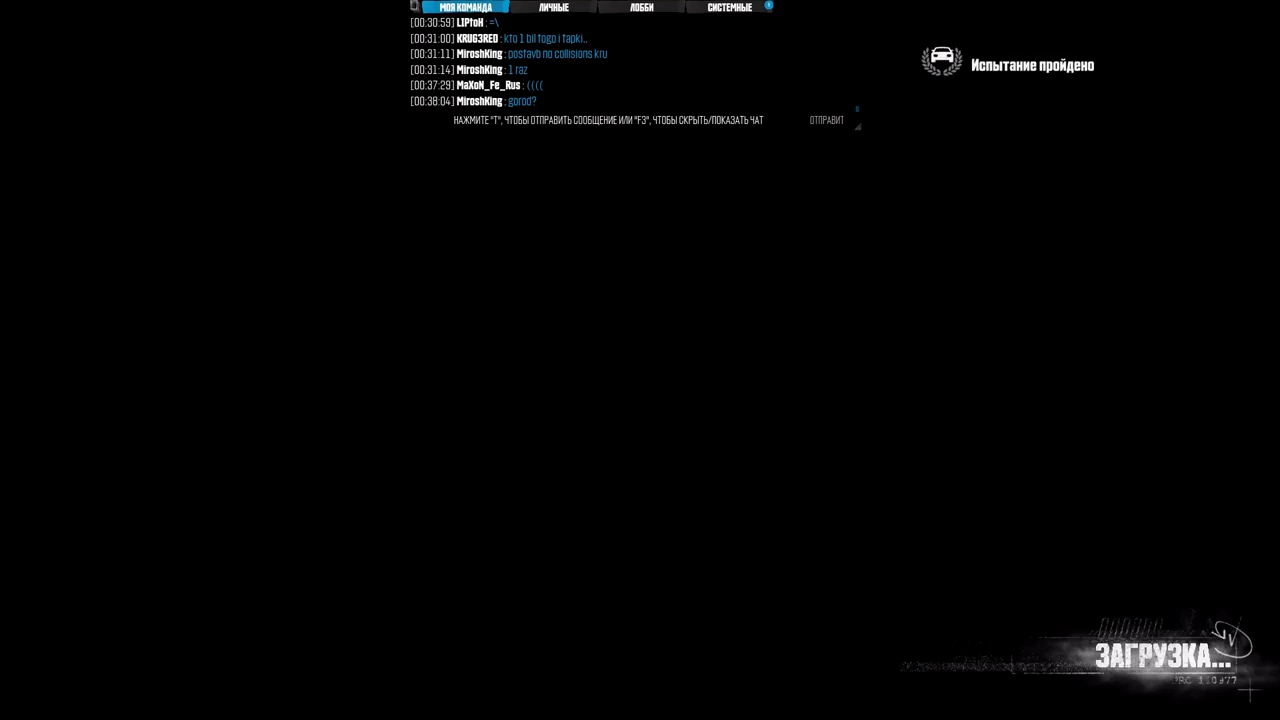 МОЯ КОМАНДА ЛИЧНЫЕ ЛОББИ СИСТЕМНЫЕ
[00:30:59] L1PtoH : =\
[00:31:00] KRUG3RED : kto 1 bil togo i tapki..
[00:31:11] MiroshKing : postavb no collisions kru
[00:31:14] MiroshKing : 1 raz
[00:37:29] MaXoN_Fe_Rus : ((((
[00:38:04] MiroshKing : gorod?
НАЖМИТЕ "T", ЧТОБЫ ОТПРАВИТЬ СООБЩЕНИЕ ИЛИ "F3", ЧТОБЫ СКРЫТЬ/ПОКАЗАТЬ ЧАТ ОТПРАВИТ
Испытание пройдено
ЗАГРУЗКА...